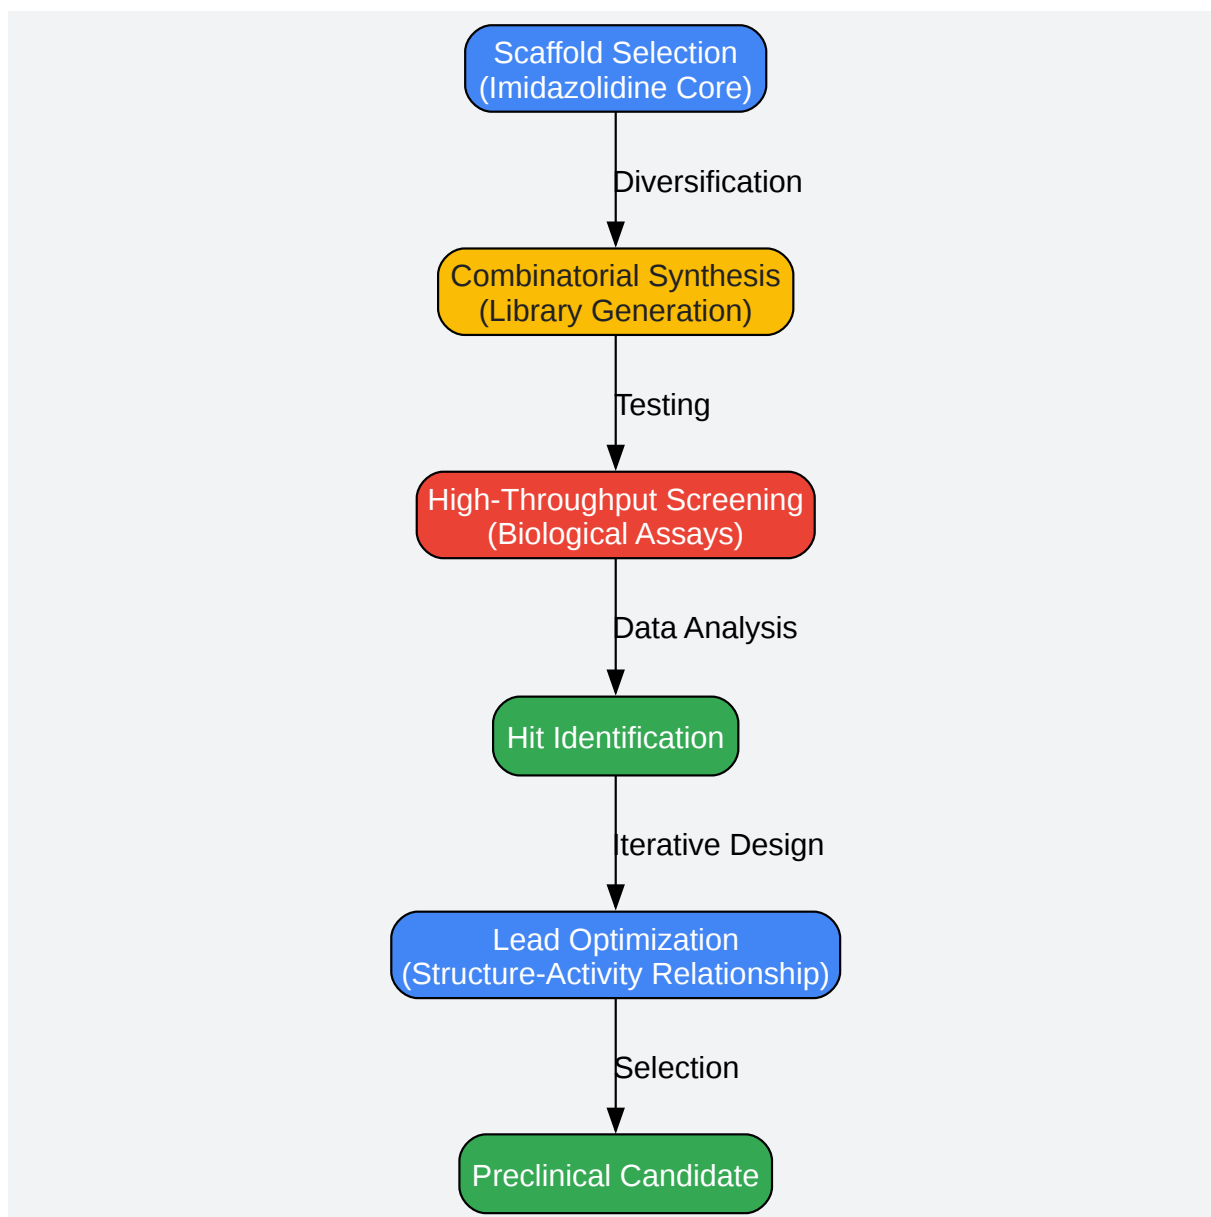 Scaffold Selection
(Imidazolidine Core)
Diversification
Combinatorial Synthesis
(Library Generation)
Testing
High-Throughput Screening
(Biological Assays)
Data Analysis
Hit Identification
Iterative Design
Lead Optimization
(Structure-Activity Relationship)
Selection
Preclinical Candidate